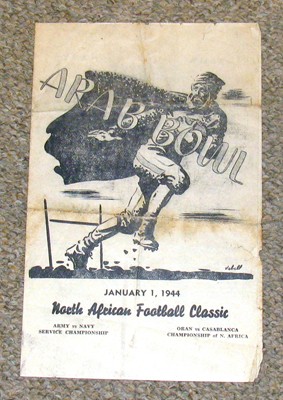 ARAB BOWL
JANUARY 1, 1944
North African Football Classic
ARMY vs NAVY
SERVICE CHAMPIONSHIP
ORAN vs CASABLANCA
CHAMPIONSHIP of N. AFRICA